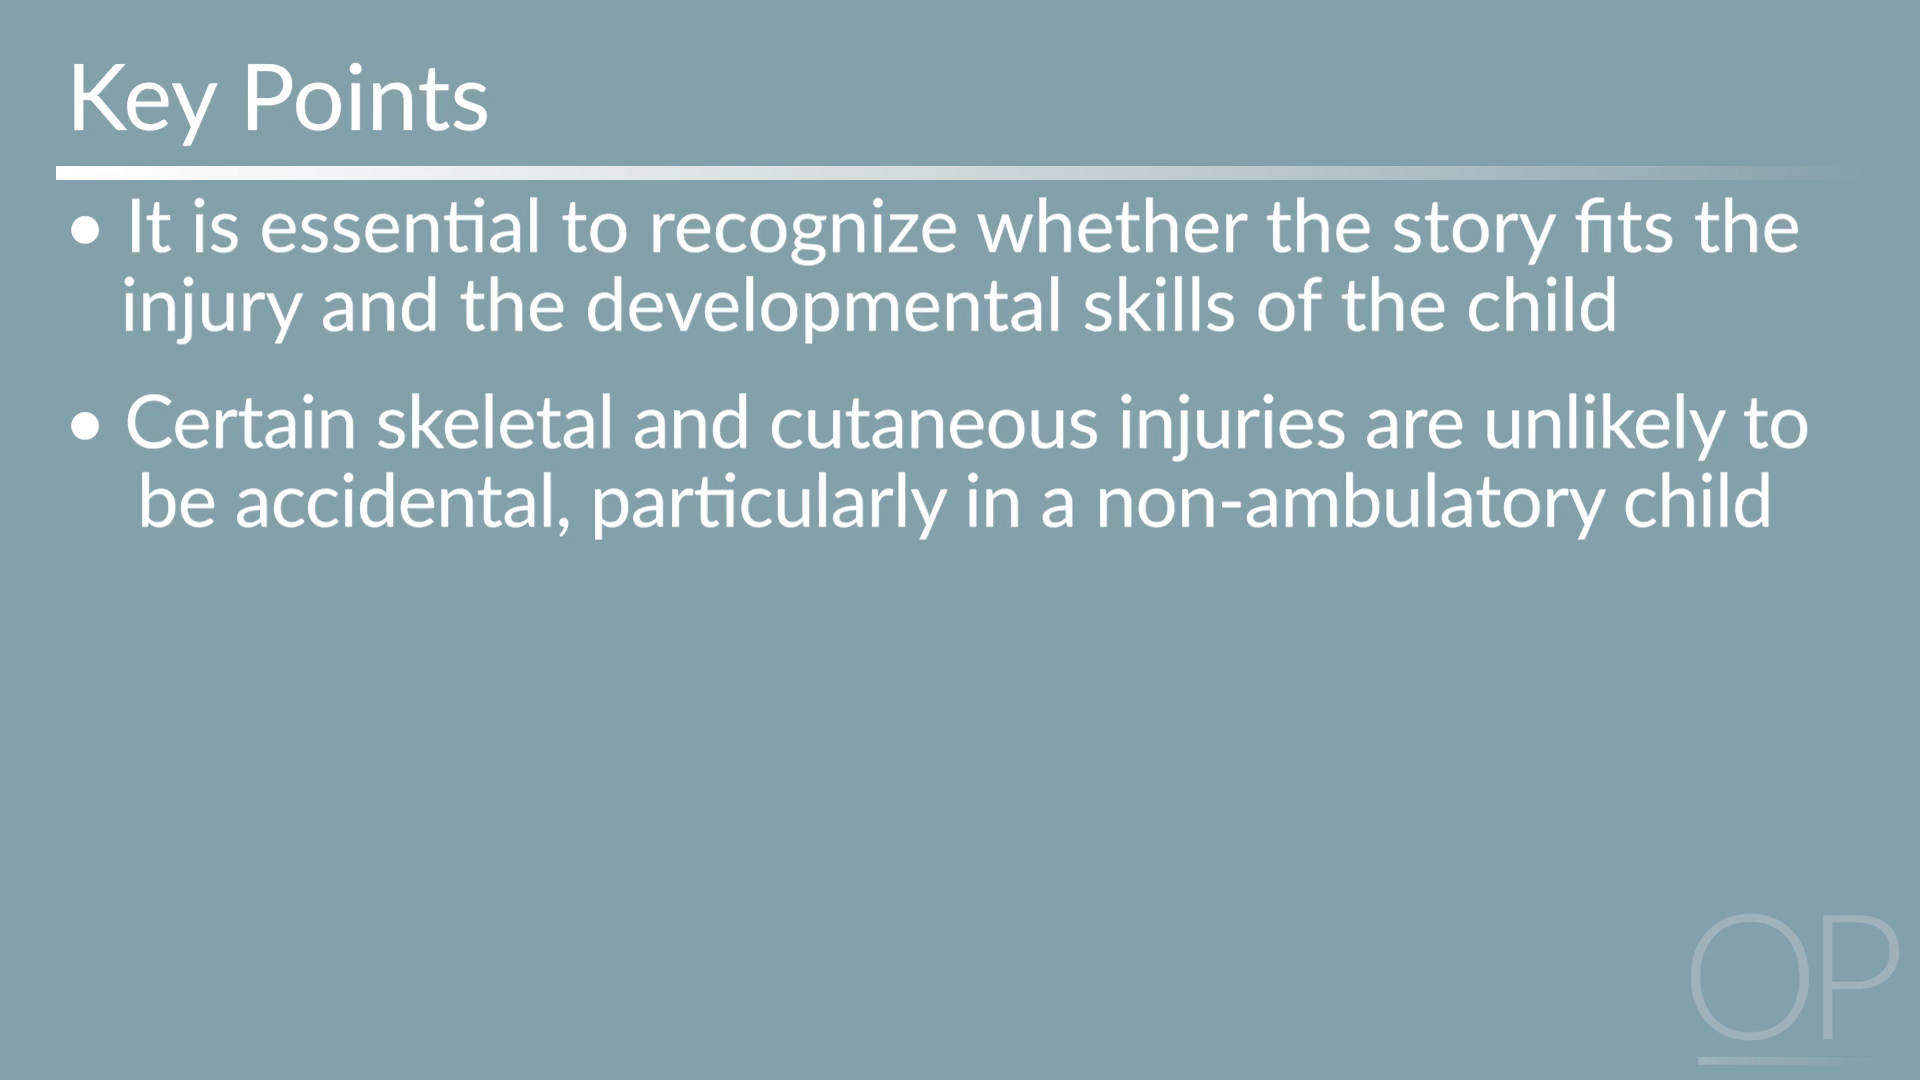 Key Points
• It is essential to recognize whether the story fits the
injury and the developmental skills of the child
• Certain skeletal and cutaneous injuries are unlikely to
be accidental, particularly in a non-ambulatory child
OP